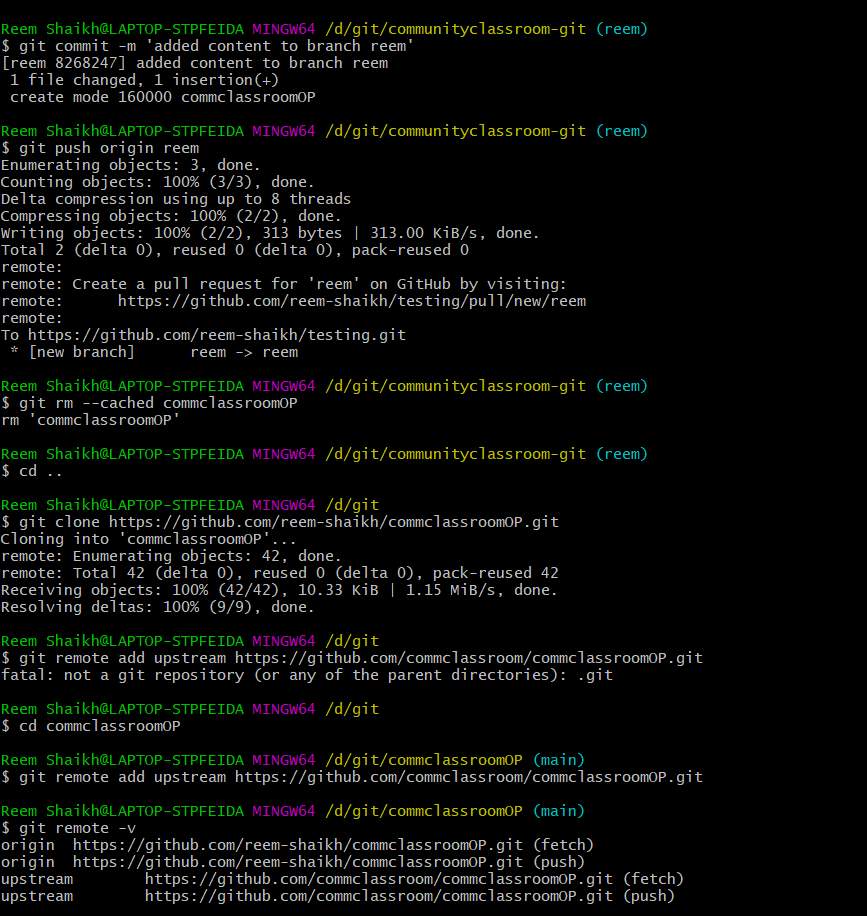 Reem Shaikh@LAPTOP-STPFEIDA MINGW64 /d/git/communityclassroom-git (reem)
$ git commit -m 'added content to branch reem'
[reem 8268247] added content to branch reem
 1 file changed, 1 insertion(+)
 create mode 160000 commclassroomOP
Reem Shaikh@LAPTOP-STPFEIDA MINGW64 /d/git/communityclassroom-git (reem)
$ git push origin reem
Enumerating objects: 3, done.
Counting objects: 100% (3/3), done.
Delta compression using up to 8 threads
Compressing objects: 100% (2/2), done.
Writing objects: 100% (2/2), 313 bytes | 313.00 KiB/s, done.
Total 2 (delta 0), reused 0 (delta 0), pack-reused 0
remote:
remote: Create a pull request for 'reem' on GitHub by visiting:
remote:      https://github.com/reem-shaikh/testing/pull/new/reem
remote:
To https://github.com/reem-shaikh/testing.git
 * [new branch]      reem -> reem
Reem Shaikh@LAPTOP-STPFEIDA MINGW64 /d/git/communityclassroom-git (reem)
$ git rm --cached commclassroomOP
rm 'commclassroomOP'
Reem Shaikh@LAPTOP-STPFEIDA MINGW64 /d/git/communityclassroom-git (reem)
$ cd ..
Reem Shaikh@LAPTOP-STPFEIDA MINGW64 /d/git
$ git clone https://github.com/reem-shaikh/commclassroomOP.git
Cloning into 'commclassroomOP'...
remote: Enumerating objects: 42, done.
remote: Total 42 (delta 0), reused 0 (delta 0), pack-reused 42
Receiving objects: 100% (42/42), 10.33 KiB | 1.15 MiB/s, done.
Resolving deltas: 100% (9/9), done.
Reem Shaikh@LAPTOP-STPFEIDA MINGW64 /d/git
$ git remote add upstream https://github.com/commclassroom/commclassroomOP.git
fatal: not a git repository (or any of the parent directories): .git
Reem Shaikh@LAPTOP-STPFEIDA MINGW64 /d/git
$ cd commclassroomOP
Reem Shaikh@LAPTOP-STPFEIDA MINGW64 /d/git/commclassroomOP (main)
$ git remote add upstream https://github.com/commclassroom/commclassroomOP.git
Reem Shaikh@LAPTOP-STPFEIDA MINGW64 /d/git/commclassroomOP (main)
$ git remote -v
origin  https://github.com/reem-shaikh/commclassroomOP.git (fetch)
origin  https://github.com/reem-shaikh/commclassroomOP.git (push)
upstream        https://github.com/commclassroom/commclassroomOP.git (fetch)
upstream        https://github.com/commclassroom/commclassroomOP.git (push)